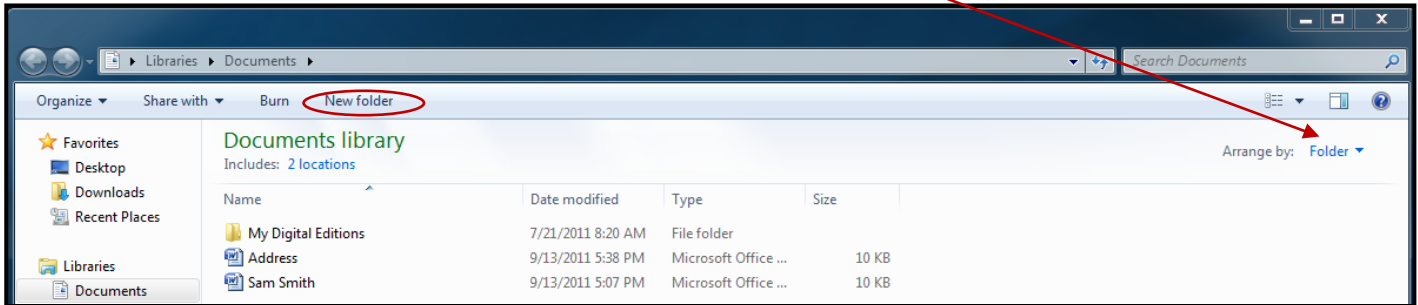 Libraries Documents Search Documents
Organize Share with Burn New folder
Favorites
Desktop
Downloads
Recent Places
Libraries
Documents
Documents library
Includes: 2 locations
Arrange by: Folder
Name Date modified Type Size
My Digital Editions 7/21/2011 8:20 AM File folder
Address 9/13/2011 5:38 PM Microsoft Office ... 10 KB
Sam Smith 9/13/2011 5:07 PM Microsoft Office ... 10 KB